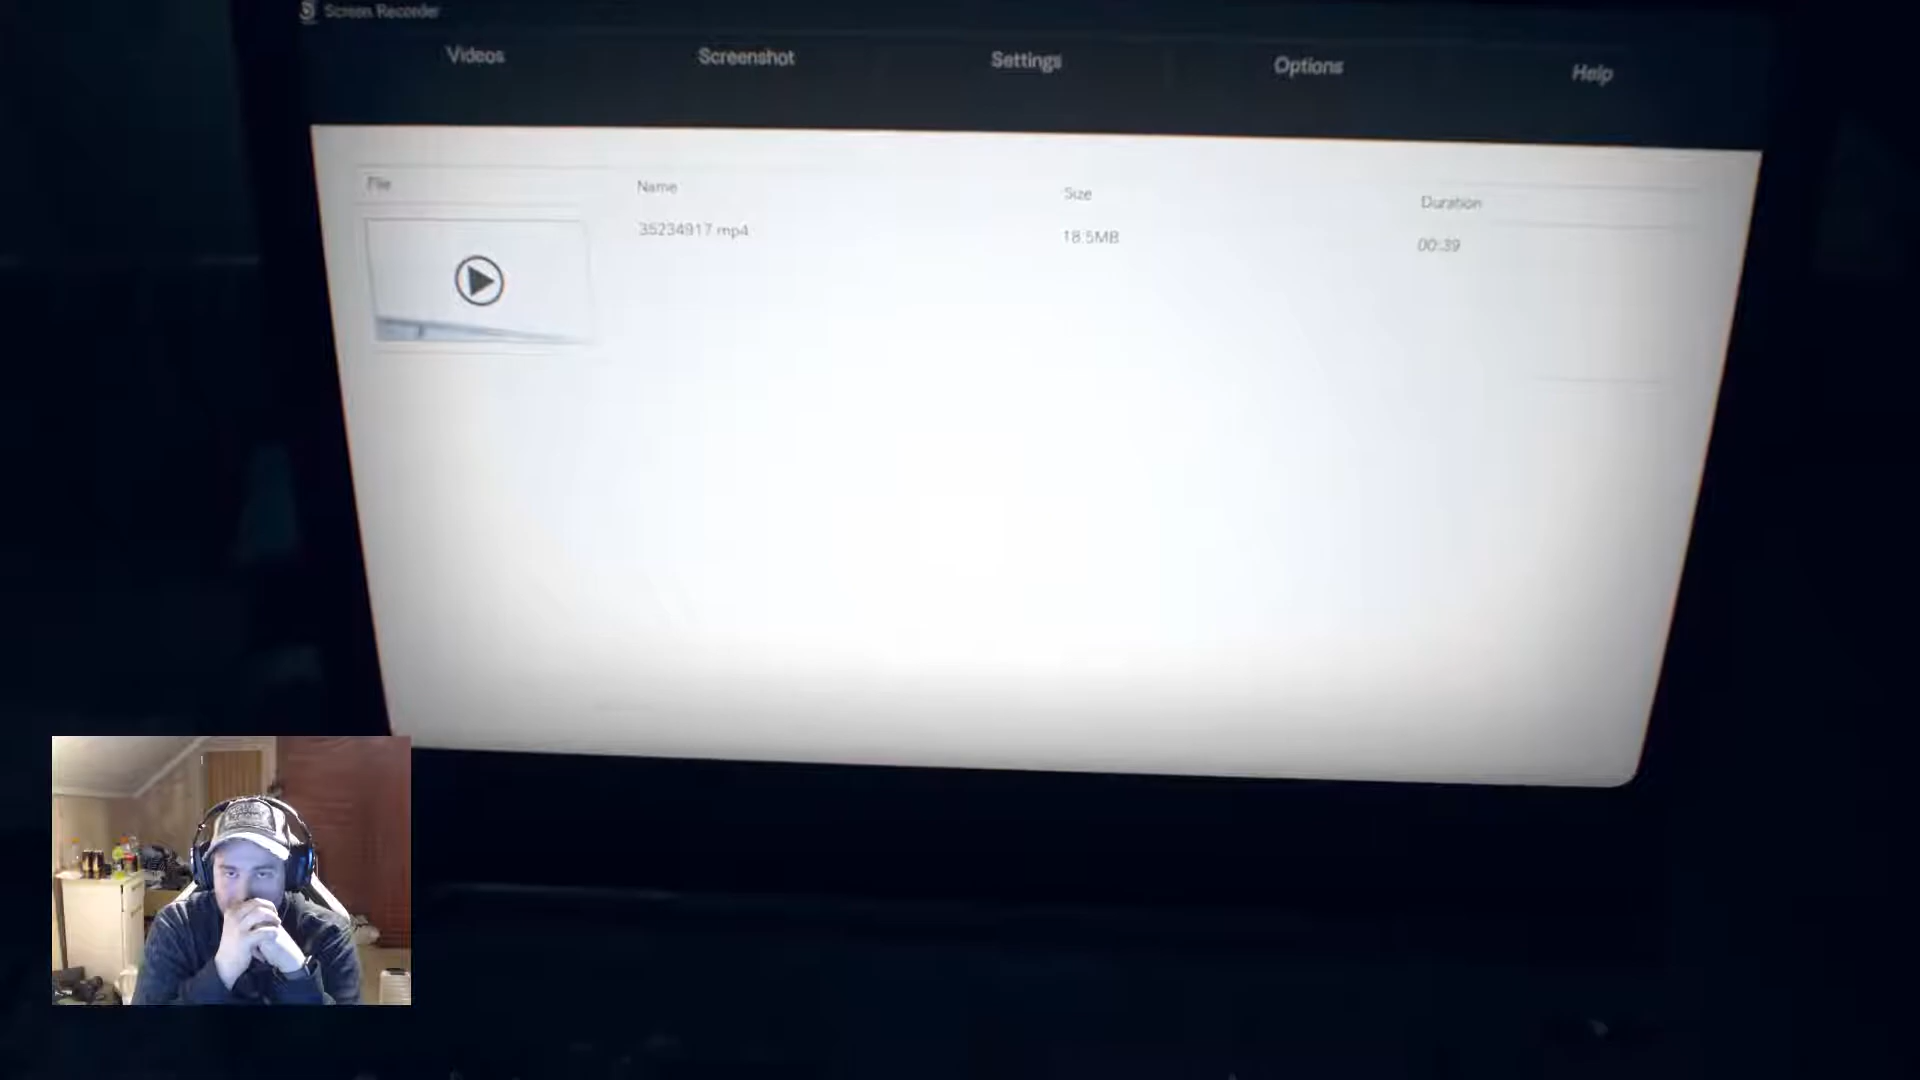 Screen Recorder
Videos Screenshot Settings Options Help
File Name Size Duration
35234917.mp4 18.5MB 00:39